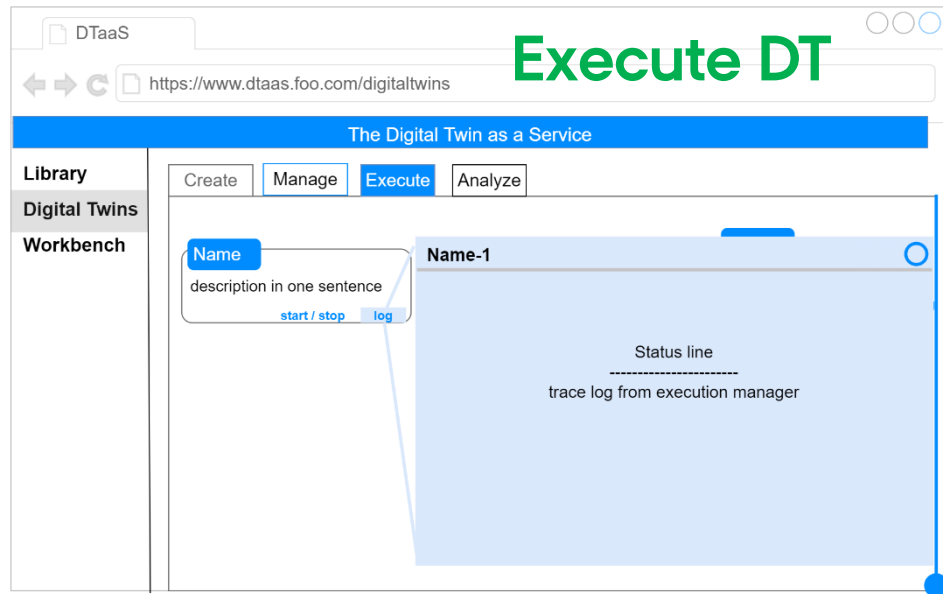 DTaaS
Execute DT
https://www.dtaas.foo.com/digitaltwins
The Digital Twin as a Service
Library
Digital Twins
Workbench
Create Manage Execute Analyze
Name
description in one sentence
start / stop log
Name-1
Status line
-----------------------
trace log from execution manager